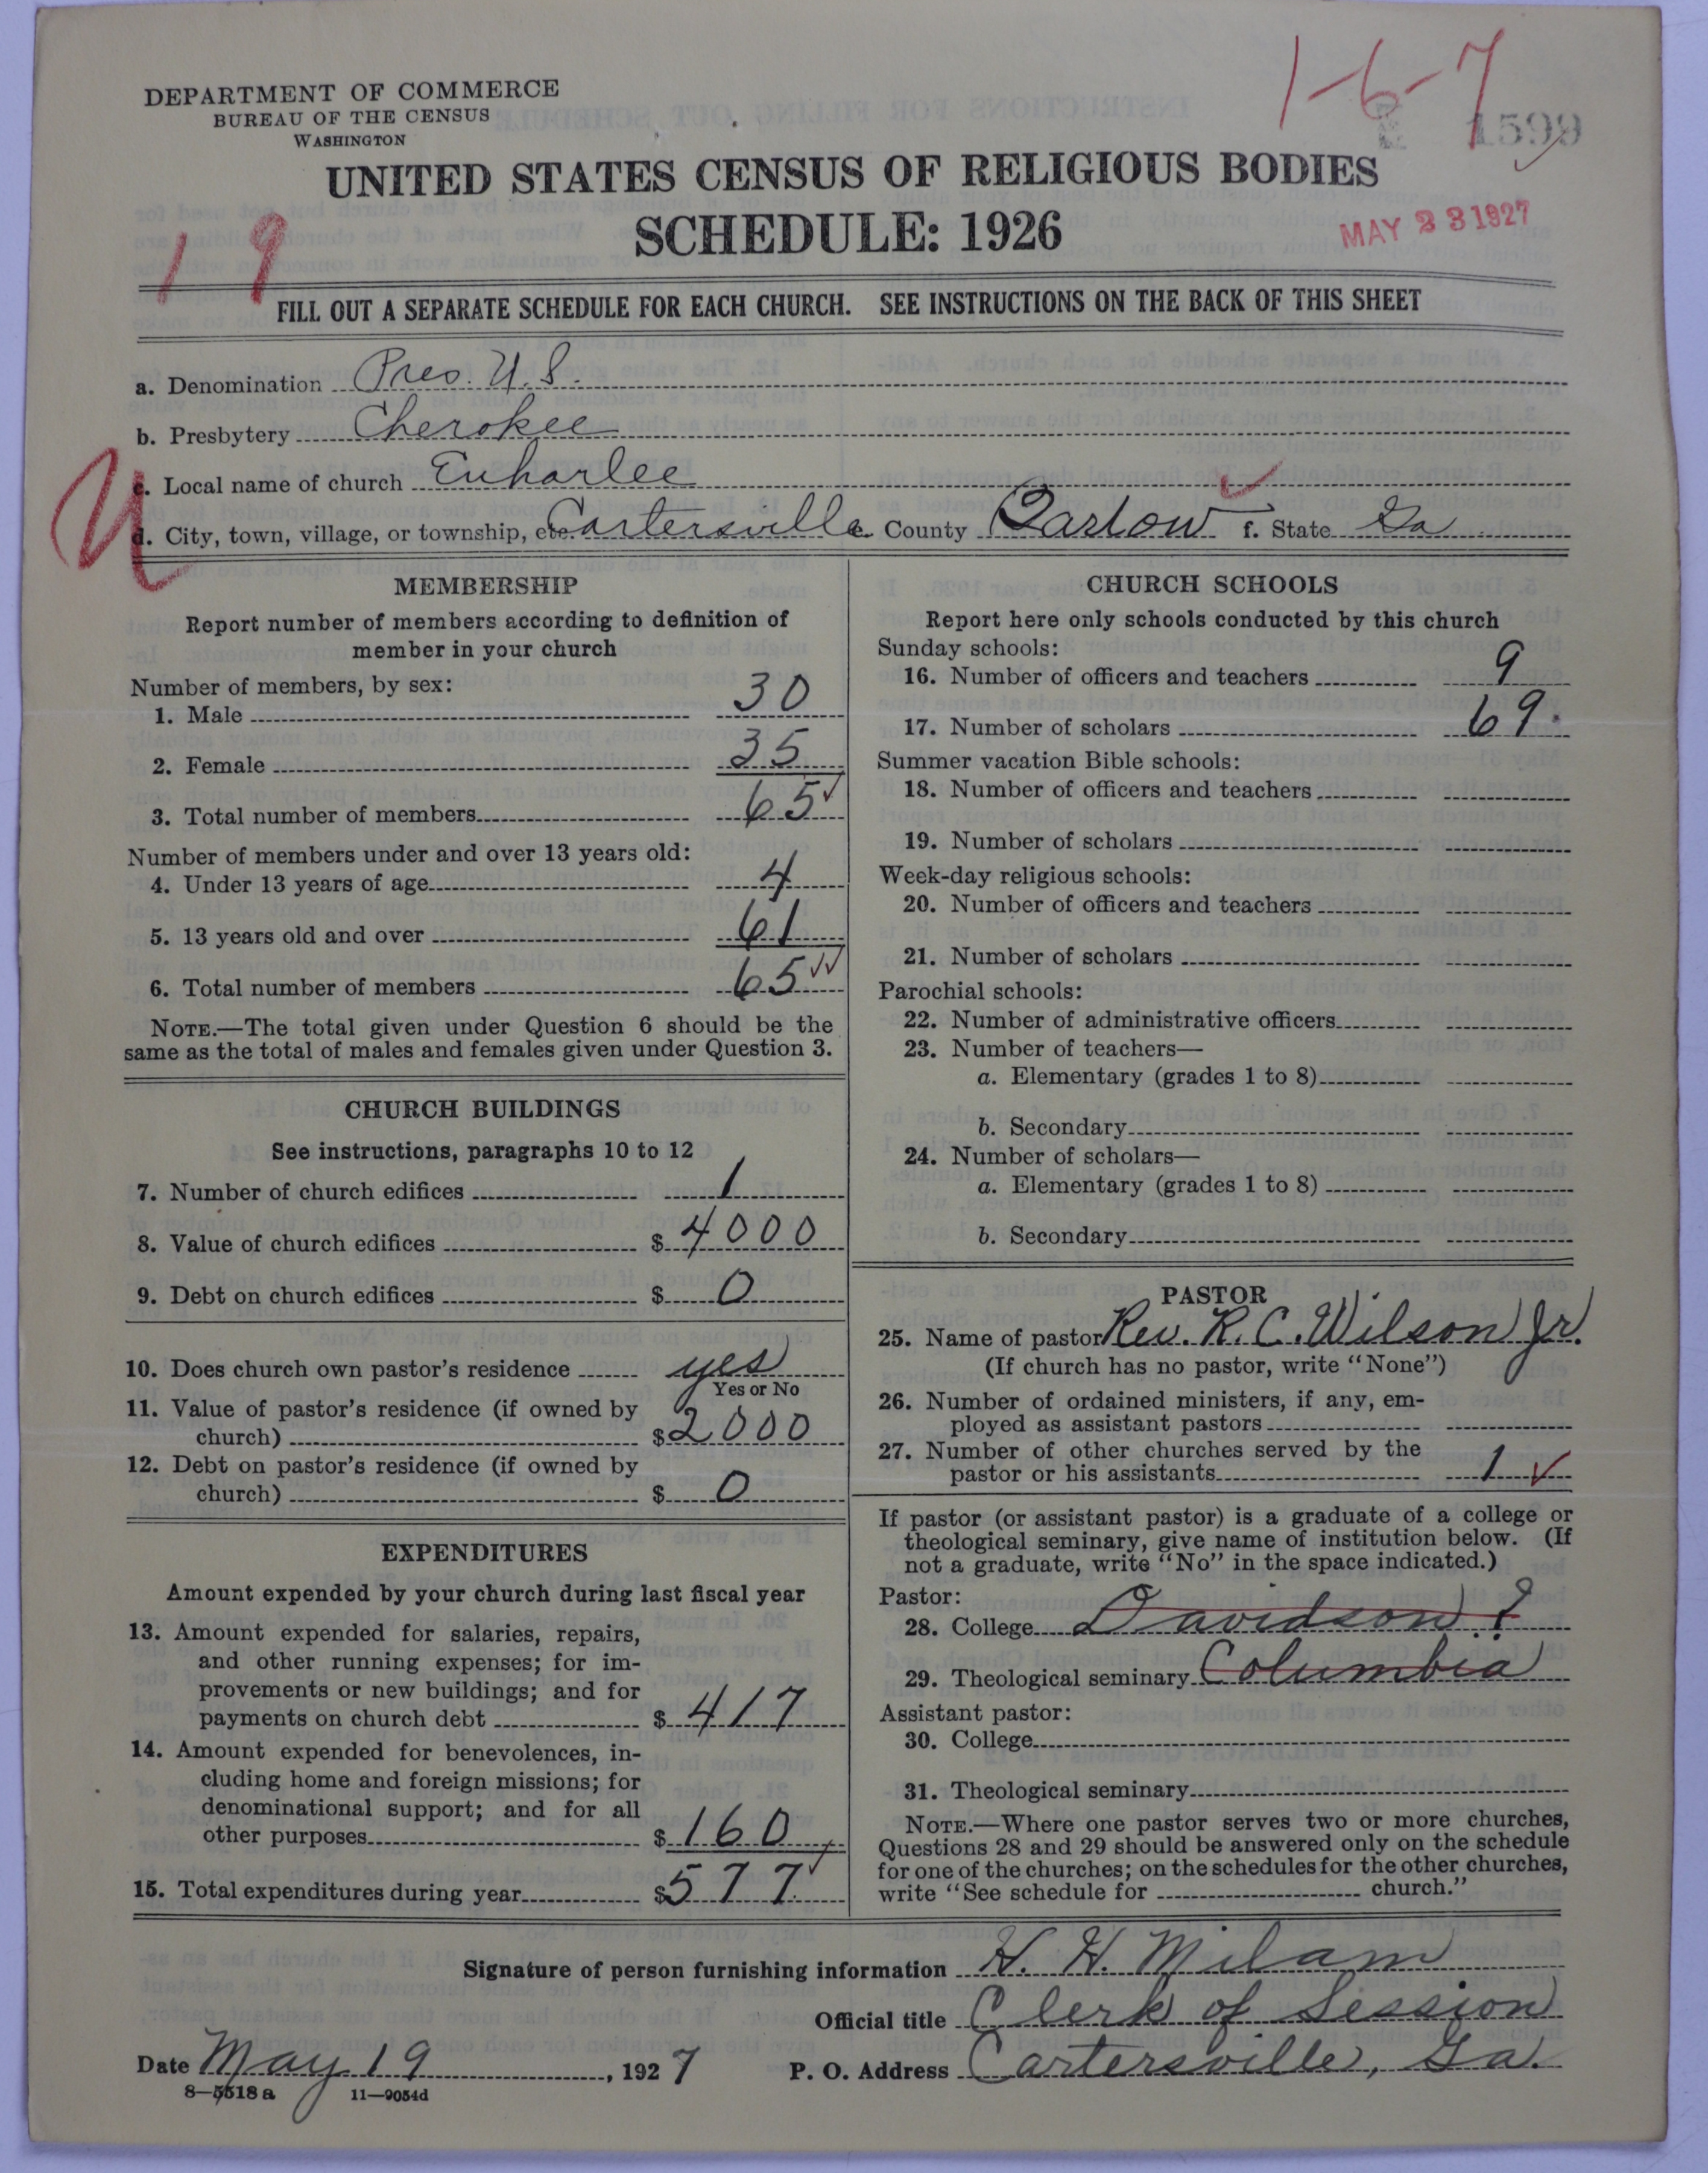 1-6-7
1599
DEPARTMENT OF COMMERCE
BUREAU OF THE CENSUS
WASHINGTON
UNITED STATES CENSUS OF RELIGIOUS BODIES
SCHEDULE: 1926
MAY 23 1927
19
FILL OUT A SEPARATE SCHEDULE FOR EACH CHURCH. SEE INSTRUCTIONS ON THE BACK OF THIS SHEET
a. Denomination Pres. U.S.
b. Presbytery Cherokee
c. Local name of church Euharlee
d. City, town, village, or township, etc. Cartersville e. County Bartow f. State Ga
MEMBERSHIP
Report number of members according to definition of
member in your church
Number of members, by sex:
1. Male 30
2. Female 35
3. Total number of members 65 ✓
Number of members under and over 13 years old:
4. Under 13 years of age 4
5. 13 years old and over 61
6. Total number of members 65 ✓✓
NOTE.—The total given under Question 6 should be the
same as the total of males and females given under Question 3.
CHURCH BUILDINGS
See instructions, paragraphs 10 to 12
7. Number of church edifices 1
8. Value of church edifices $ 4000
9. Debt on church edifices $ 0
10. Does church own pastor's residence yes
Yes or No
11. Value of pastor's residence (if owned by
church) $ 2000
12. Debt on pastor's residence (if owned by
church) $ 0
EXPENDITURES
Amount expended by your church during last fiscal year
13. Amount expended for salaries, repairs,
and other running expenses; for im-
provements or new buildings; and for
payments on church debt $ 417
14. Amount expended for benevolences, in-
cluding home and foreign missions; for
denominational support; and for all
other purposes $ 160
15. Total expenditures during year $ 577 ✓
CHURCH SCHOOLS
Report here only schools conducted by this church
Sunday schools:
16. Number of officers and teachers 9
17. Number of scholars 69.
Summer vacation Bible schools:
18. Number of officers and teachers
19. Number of scholars
Week-day religious schools:
20. Number of officers and teachers
21. Number of scholars
Parochial schools:
22. Number of administrative officers
23. Number of teachers—
a. Elementary (grades 1 to 8)
b. Secondary
24. Number of scholars—
a. Elementary (grades 1 to 8)
b. Secondary
PASTOR
25. Name of pastor Rev. R. C. Wilson Jr.
(If church has no pastor, write "None")
26. Number of ordained ministers, if any, em-
ployed as assistant pastors
27. Number of other churches served by the
pastor or his assistants 1 ✓
If pastor (or assistant pastor) is a graduate of a college or
theological seminary, give name of institution below. (If
not a graduate, write "No" in the space indicated.)
Pastor:
28. College Davidson ?
29. Theological seminary Columbia
Assistant pastor:
30. College
31. Theological seminary
NOTE.—Where one pastor serves two or more churches,
Questions 28 and 29 should be answered only on the schedule
for one of the churches; on the schedules for the other churches,
write "See schedule for church."
Signature of person furnishing information H. H. Milam
Official title Clerk of Session
Date May 19, 1927 P. O. Address Cartersville, Ga.
8—5518a 11—9054d